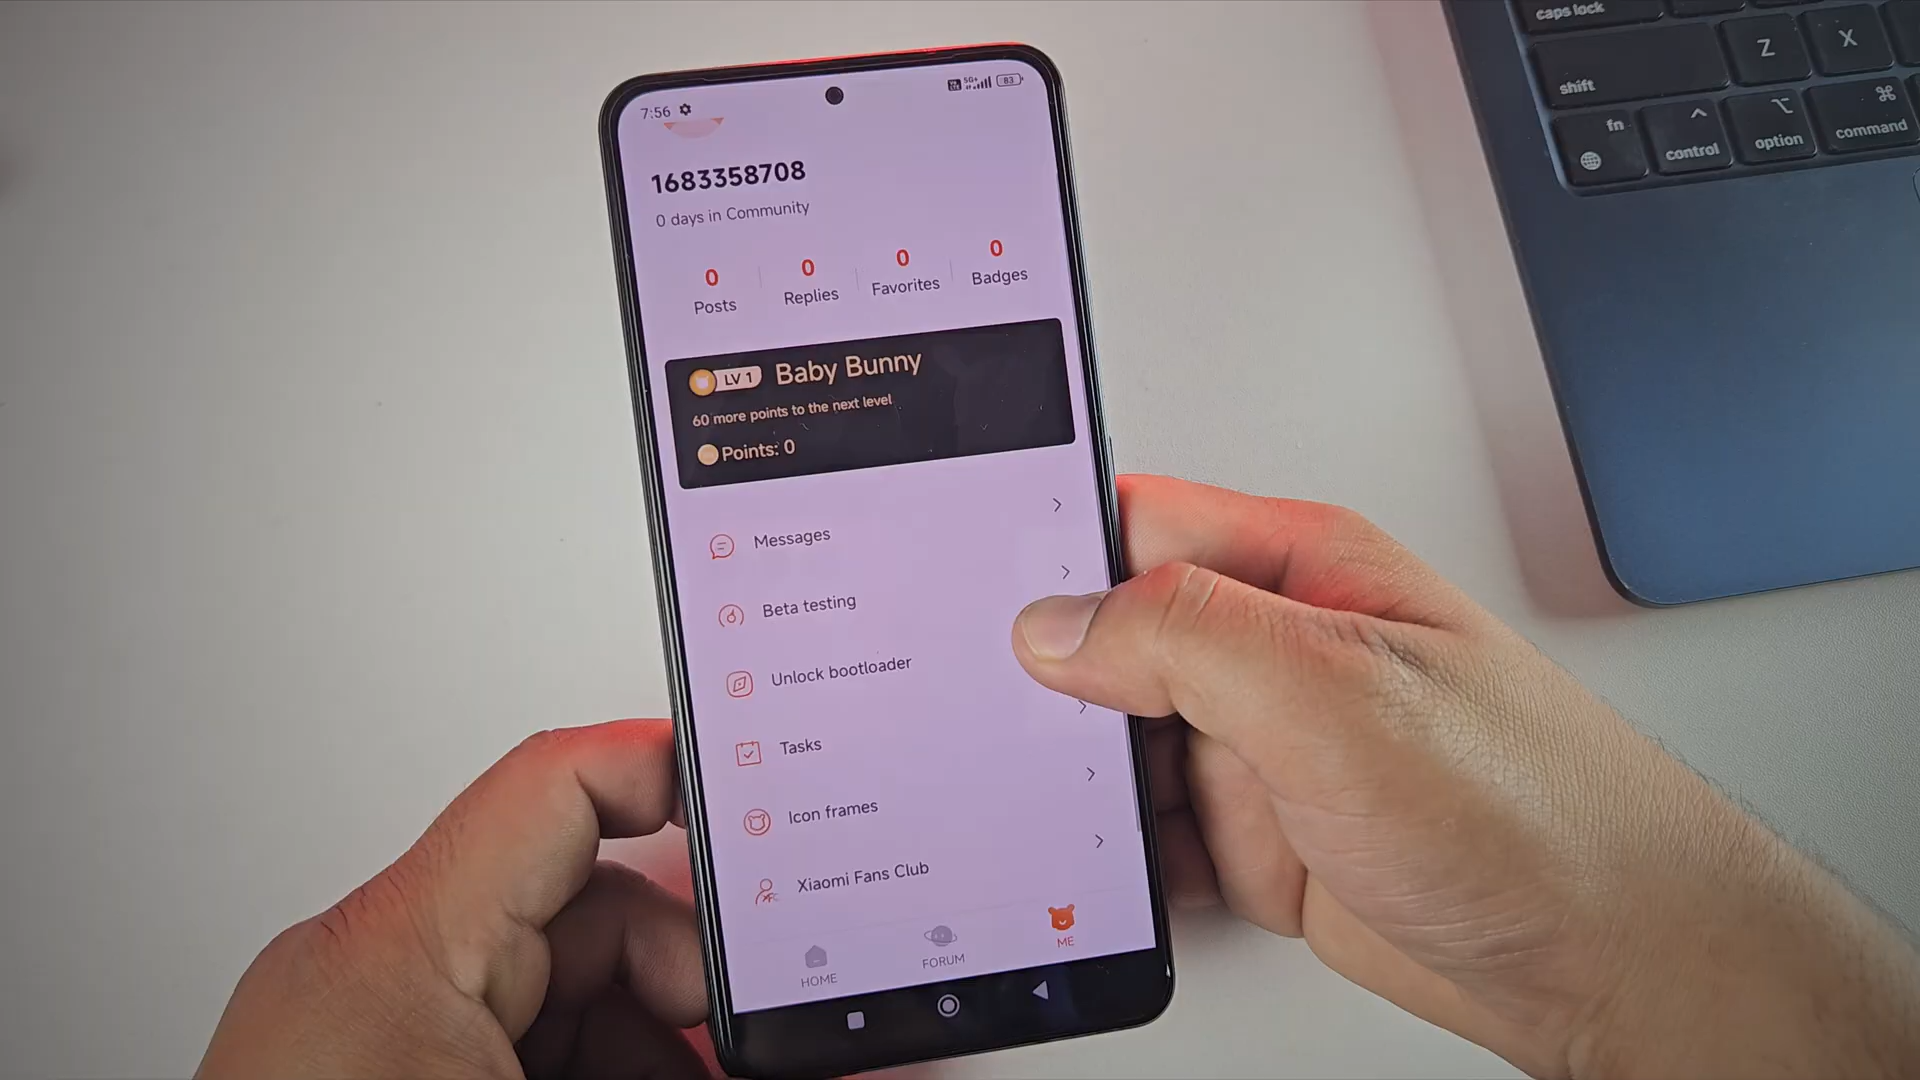 7:56
5G+
83
1683358708
0 days in Community
0 0 0 0
Posts Replies Favorites Badges
LV 1 Baby Bunny
60 more points to the next level
Points: 0
Messages
Beta testing
Unlock bootloader
Tasks
Icon frames
Xiaomi Fans Club
HOME FORUM ME
caps lock
shift Z X
fn control option command